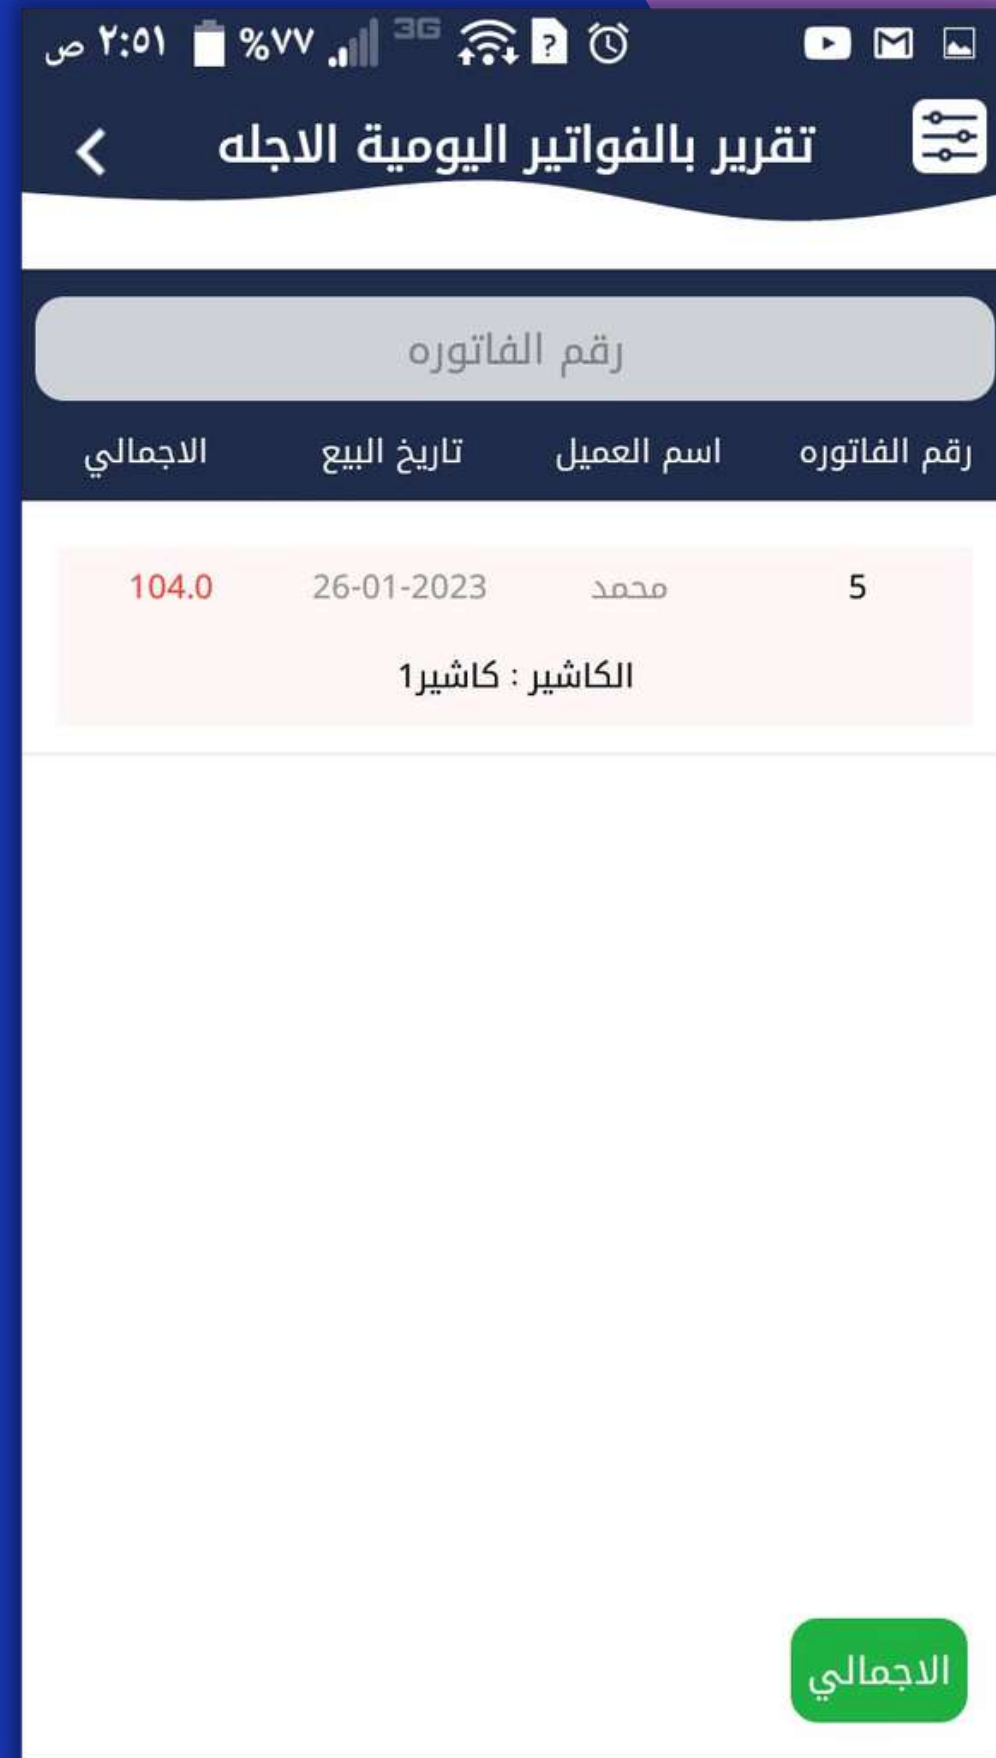 ٢:٥١ ص %٧٧ 3G
تقرير بالفواتير اليومية الاجله
رقم الفاتوره
رقم الفاتوره اسم العميل تاريخ البيع الاجمالي
5 محمد 26-01-2023 104.0
الكاشير : كاشير1
الاجمالي